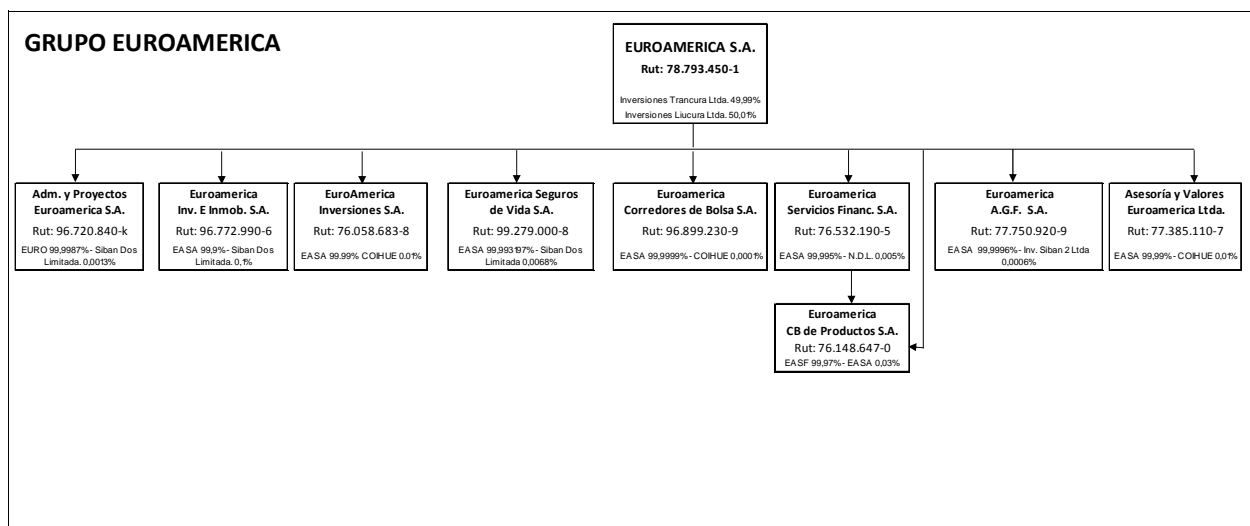 GRUPO EUROAMERICA
EUROAMERICA S.A.
Rut: 78.793.450-1
Inversiones Trancura Ltda. 49,99%
Inversiones Liucura Ltda. 50,01%
Adm. y Proyectos
Euroamerica S.A.
Rut: 96.720.840-k
EURO 99,9987%- Siban Dos
Limitada. 0,0013%
Euroamerica
Inv. E Inmob. S.A.
Rut: 96.772.990-6
EASA 99,9%- Siban Dos
Limitada. 0,1%
EuroAmerica
Inversiones S.A.
Rut: 76.058.683-8
EASA 99.99% COIHUE 0.01%
Euroamerica Seguros
de Vida S.A.
Rut: 99.279.000-8
EASA 99,993197%- Siban Dos
Limitada 0,0068%
Euroamerica
Corredores de Bolsa S.A.
Rut: 96.899.230-9
EASA 99,9999%- COIHUE 0,0001%
Euroamerica
Servicios Financ. S.A.
Rut: 76.532.190-5
EASA 99,995%- N.D.L. 0,005%
Euroamerica
A.G.F. S.A.
Rut: 77.750.920-9
EASA 99,9996%- Inv. Siban 2 Ltda
0,0006%
Asesoría y Valores
Euroamerica Ltda.
Rut: 77.385.110-7
EASA 99,99%- COIHUE 0,01%
Euroamerica
CB de Productos S.A.
Rut: 76.148.647-0
EASF 99,97%- EASA 0,03%